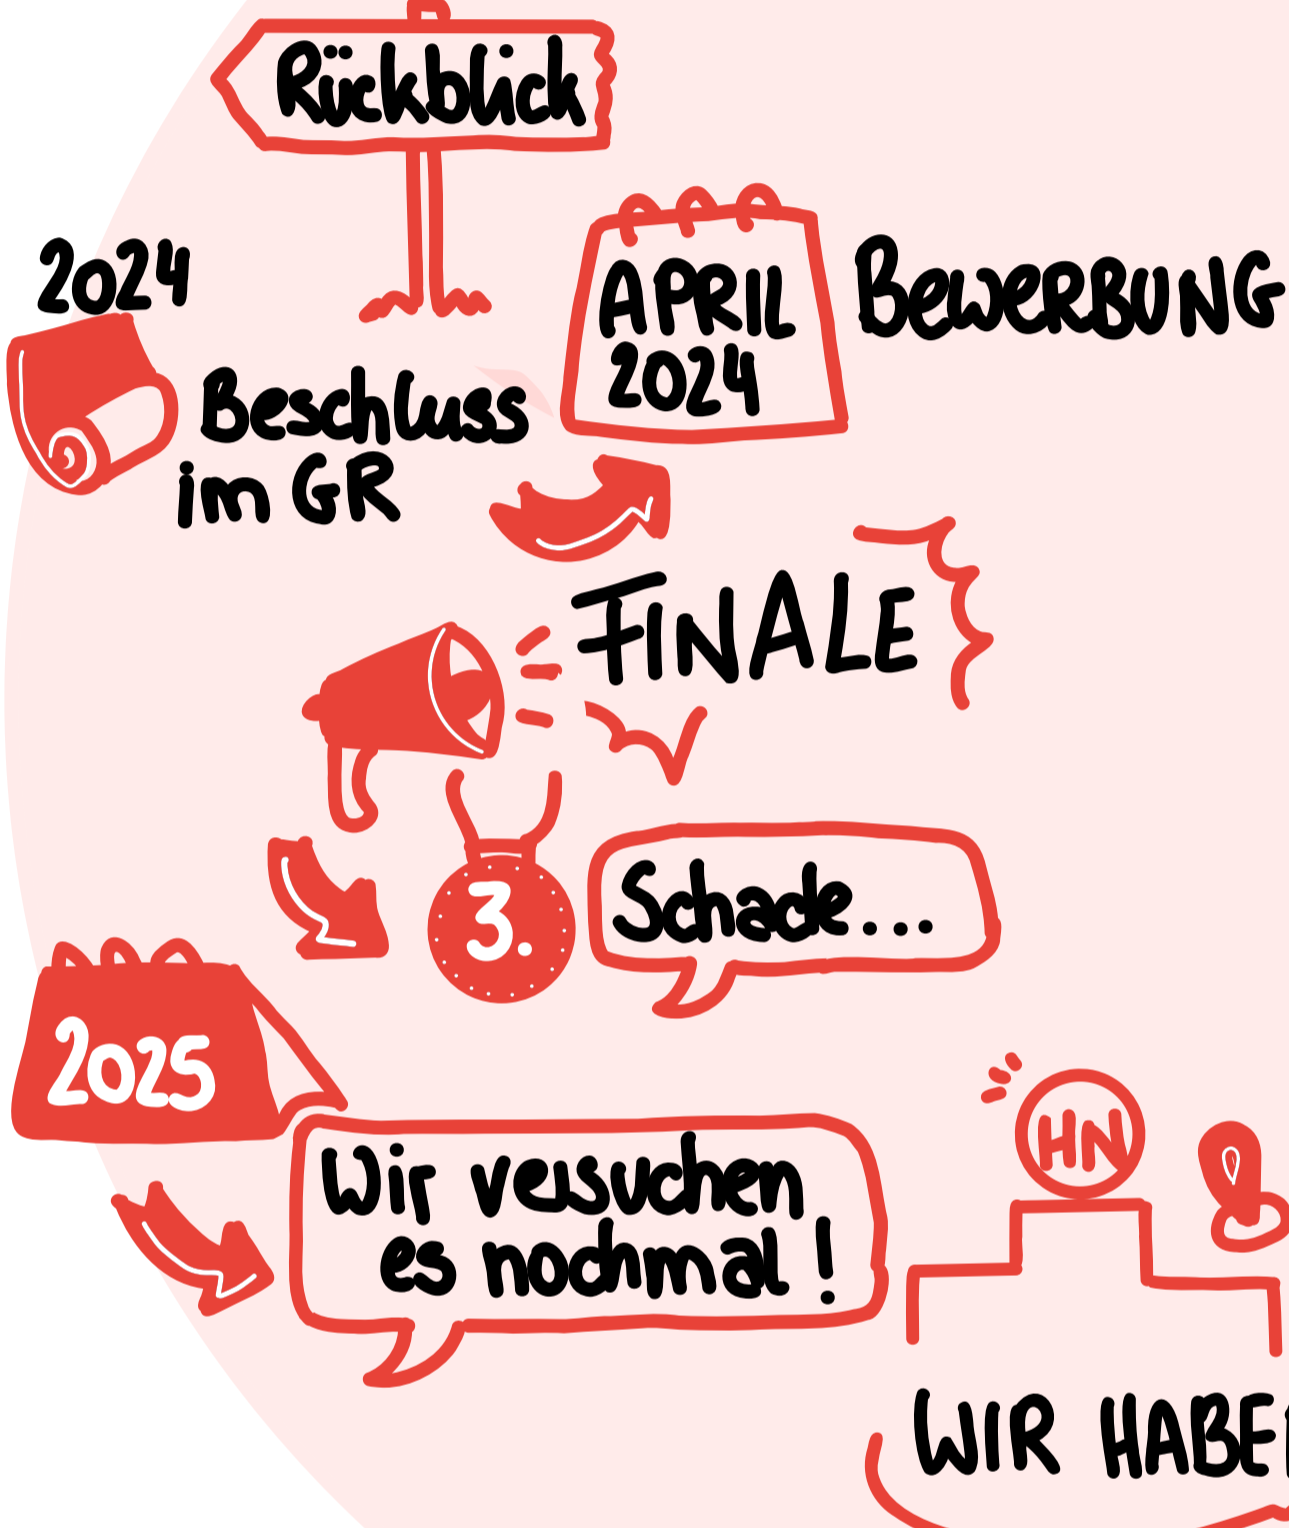 Rückblick
2024
Beschluss
im GR
APRIL
2024
BEWERBUNG
FINALE
3.
Schade...
2025
Wir versuchen
es nochmal!
HN
WIR HABE